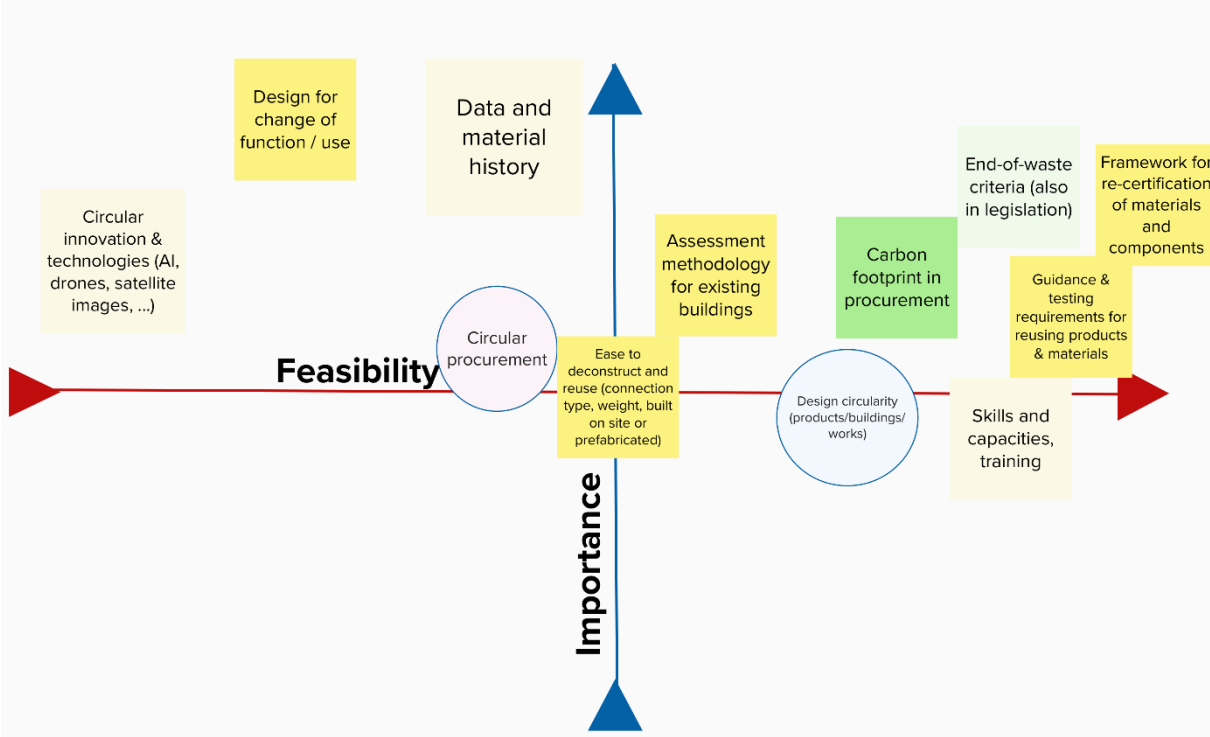 Design for
change of
function / use
Data and
material
history
Circular
innovation &
technologies (AI,
drones, satellite
images, ...)
End-of-waste
criteria (also
in legislation)
Framework for
re-certification
of materials
and
components
Assessment
methodology
for existing
buildings
Carbon
footprint in
procurement
Guidance &
testing
requirements for
reusing products
& materials
Feasibility
Circular
procurement
Ease to
deconstruct and
reuse (connection
type, weight, built
on site or
prefabricated)
Design circularity
(products/buildings/
works)
Skills and
capacities,
training
Importance